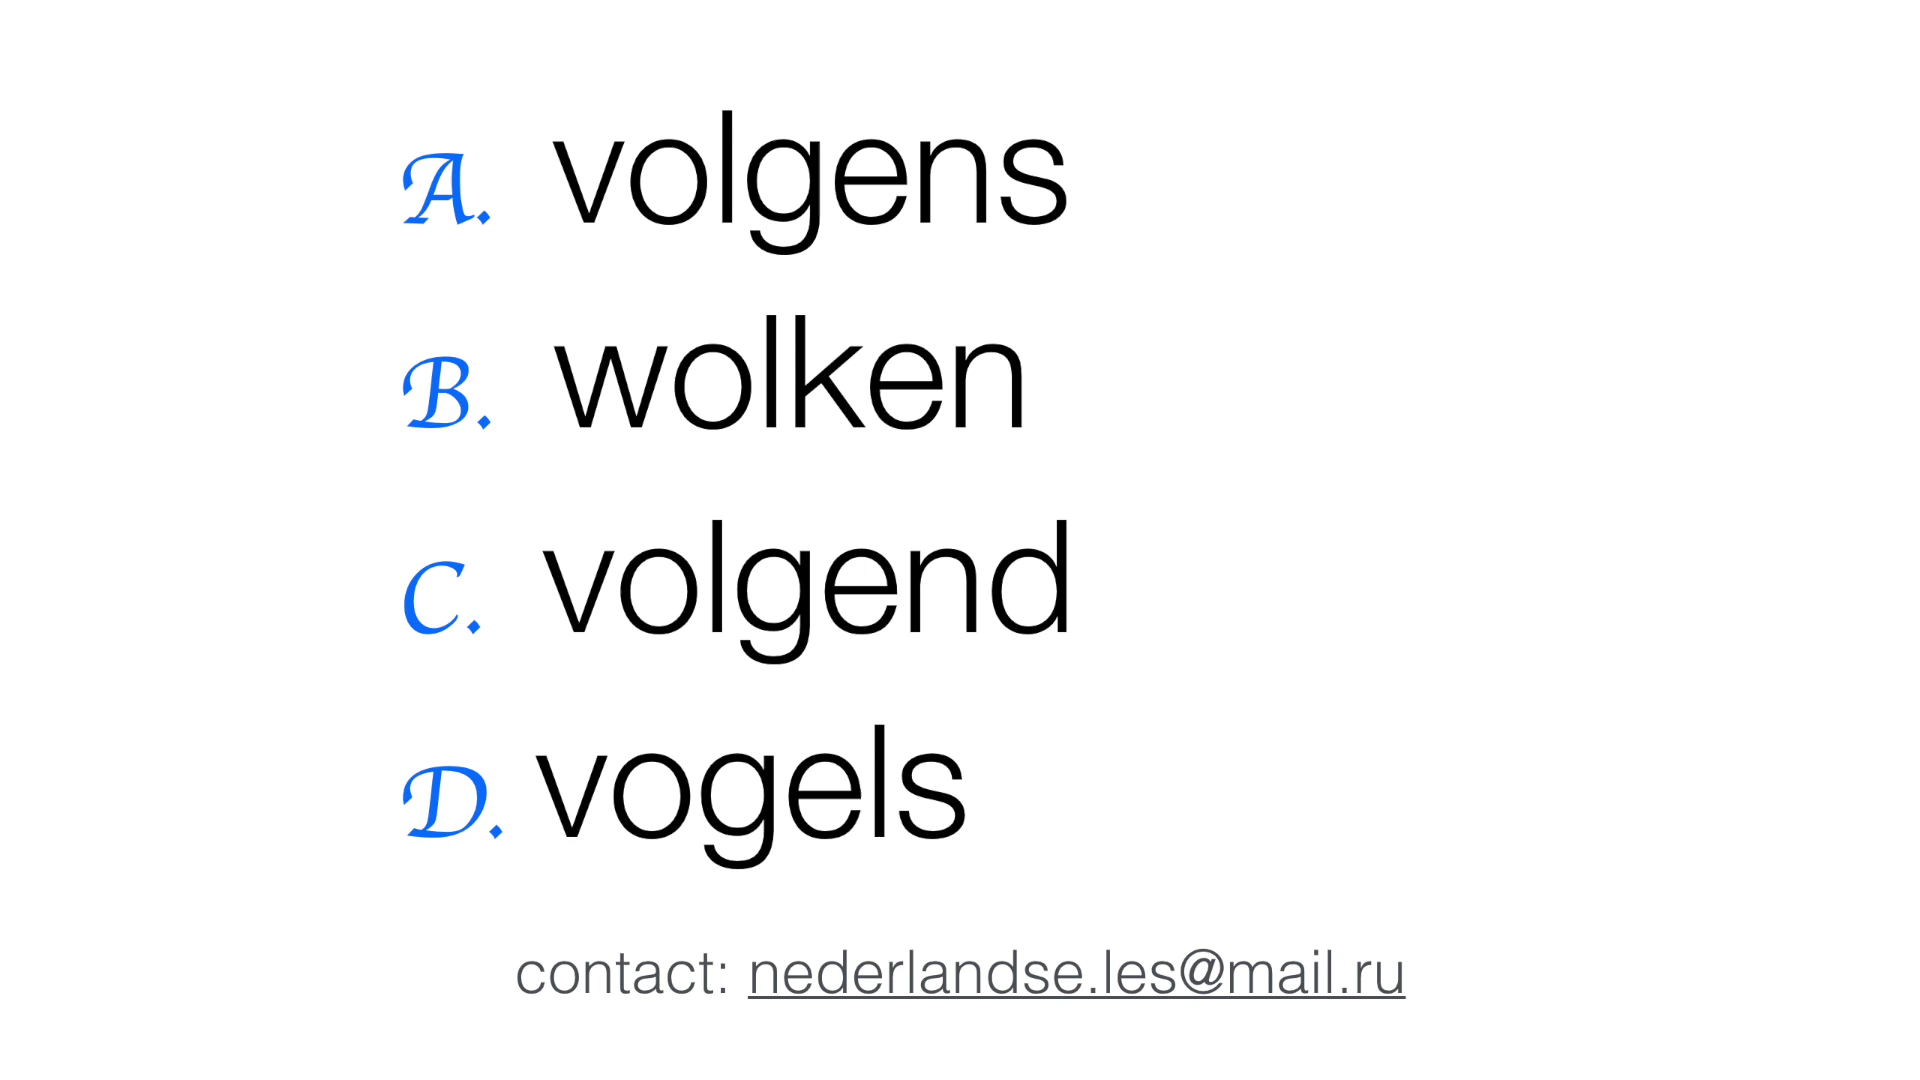 A. volgens
B. wolken
C. volgend
D. vogels
contact: nederlandse.les@mail.ru